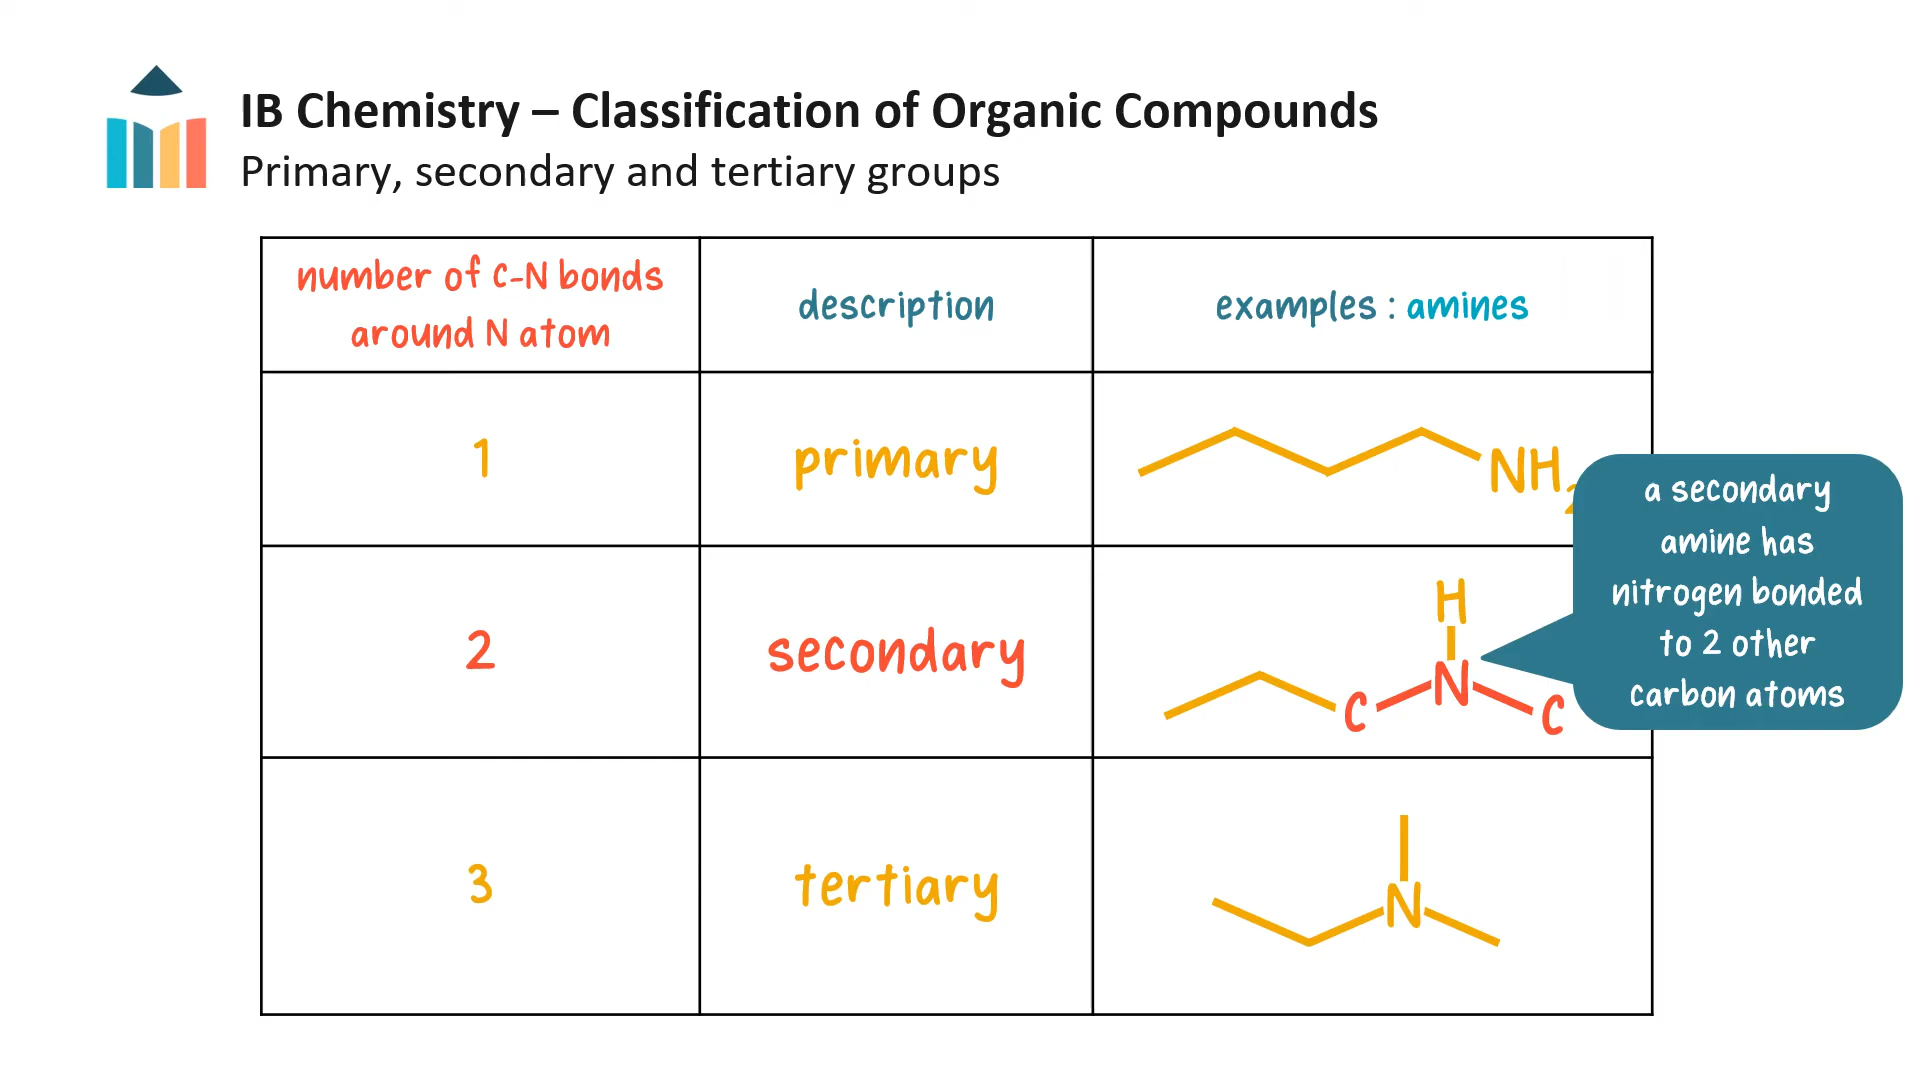 IB Chemistry – Classification of Organic Compounds
Primary, secondary and tertiary groups
number of C-N bonds
around N atom
description
examples : amines
1
primary
NH2
a secondary
amine has
nitrogen bonded
to 2 other
carbon atoms
2
secondary
H
C
N
C
3
tertiary
N